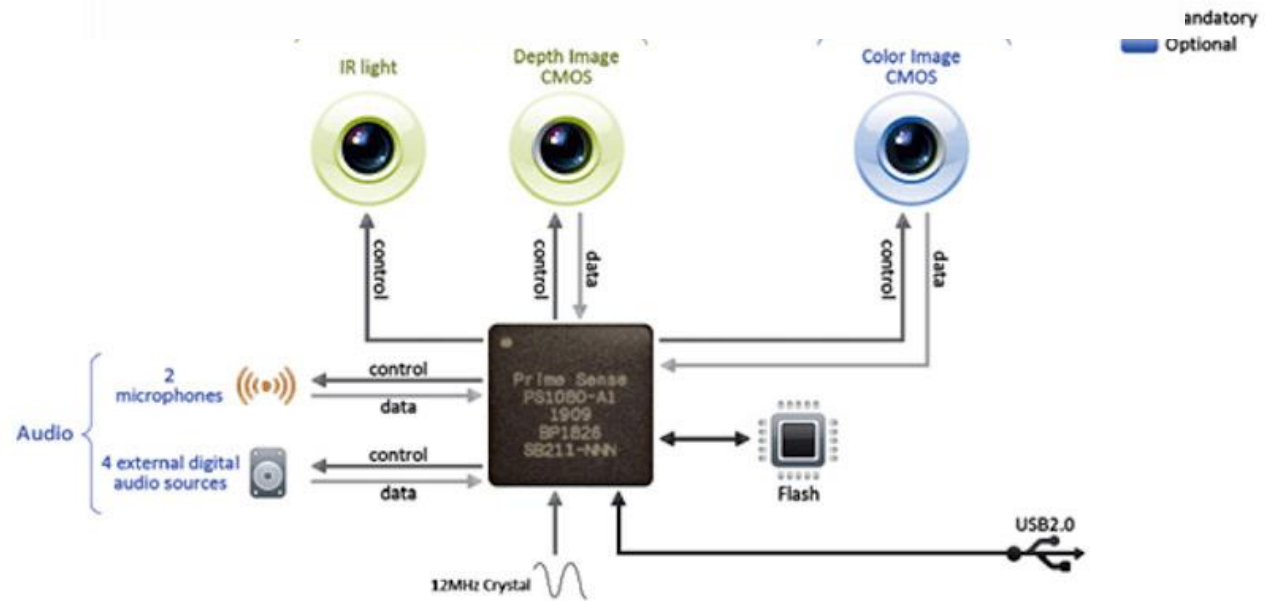 andatory
Optional
IR light
Depth Image
CMOS
Color Image
CMOS
control
control
data
control
data
Audio
2
microphones
control
data
4 external digital
audio sources
control
data
Prime Sense
PS1080-A1
1909
BP1826
SB211-NNN
Flash
USB2.0
12MHz Crystal